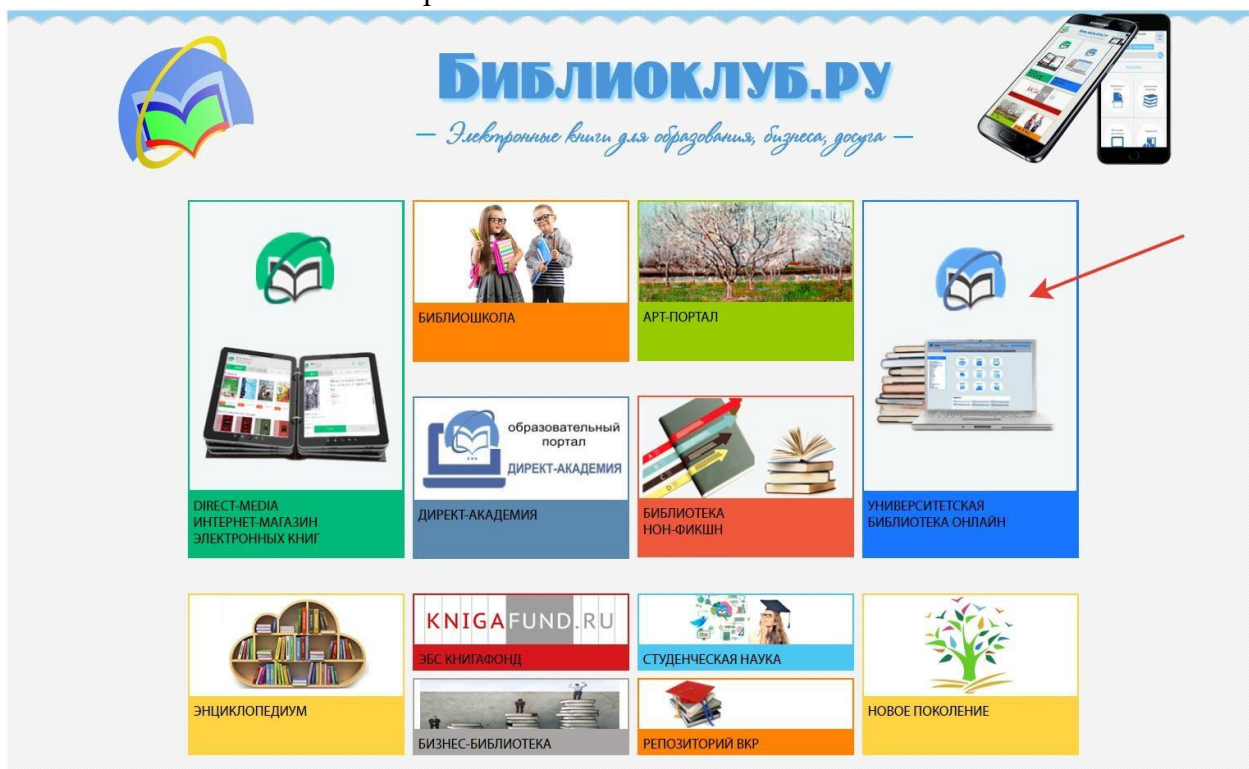 р
БИБЛИОКЛУБ.РУ
— Электронные книги для образования, бизнеса, досуга —
DIRECT-MEDIA
ИНТЕРНЕТ-МАГАЗИН
ЭЛЕКТРОННЫХ КНИГ
БИБЛИОШКОЛА
АРТ-ПОРТАЛ
образовательный
портал
ДИРЕКТ-АКАДЕМИЯ
ДИРЕКТ-АКАДЕМИЯ
БИБЛИОТЕКА
НОН-ФИКШН
УНИВЕРСИТЕТСКАЯ
БИБЛИОТЕКА ОНЛАЙН
ЭНЦИКЛОПЕДИУМ
KNIGAFUND.RU
ЭБС КНИГАФОНД
БИЗНЕС-БИБЛИОТЕКА
СТУДЕНЧЕСКАЯ НАУКА
РЕПОЗИТОРИЙ ВКР
НОВОЕ ПОКОЛЕНИЕ